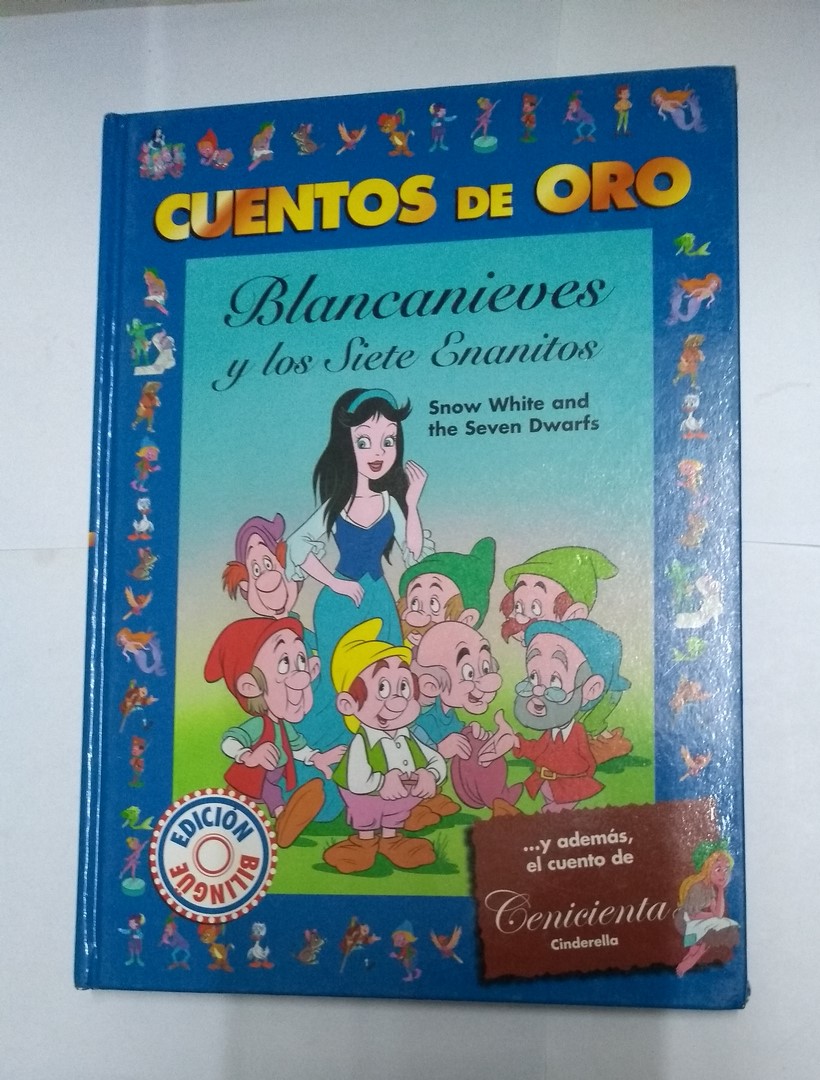 CUENTOS DE ORO
Blancanieves
y los Siete Enanitos
Snow White and
the Seven Dwarfs
EDICIÓN
BILINGÜE
...y además,
el cuento de
Cenicienta
Cinderella